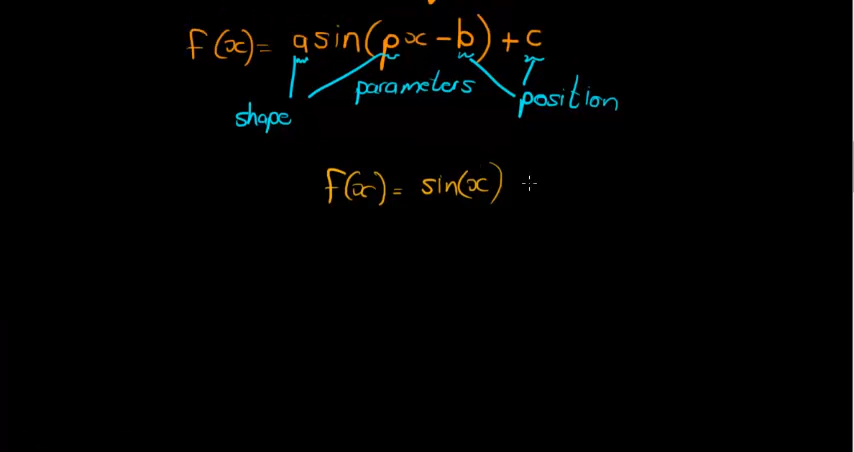 f(x)= asin(px-b)+c
parameters
position
shape
f(x)= sin(x)